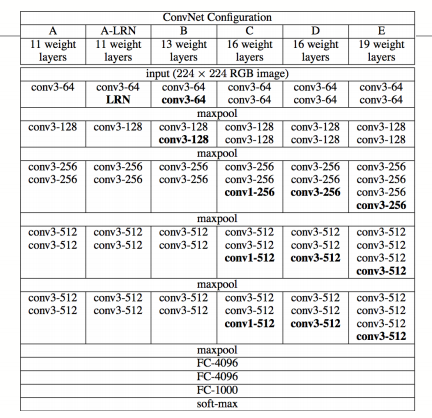 ConvNet Configuration
A A-LRN B C D E
11 weight 11 weight 13 weight 16 weight 16 weight 19 weight
layers layers layers layers layers layers
input (224 × 224 RGB image)
conv3-64 conv3-64 conv3-64 conv3-64 conv3-64 conv3-64
LRN conv3-64 conv3-64 conv3-64 conv3-64
maxpool
conv3-128 conv3-128 conv3-128 conv3-128 conv3-128 conv3-128
conv3-128 conv3-128 conv3-128 conv3-128
maxpool
conv3-256 conv3-256 conv3-256 conv3-256 conv3-256 conv3-256
conv3-256 conv3-256 conv3-256 conv3-256 conv3-256 conv3-256
conv1-256 conv3-256 conv3-256
conv3-256
maxpool
conv3-512 conv3-512 conv3-512 conv3-512 conv3-512 conv3-512
conv3-512 conv3-512 conv3-512 conv3-512 conv3-512 conv3-512
conv1-512 conv3-512 conv3-512
conv3-512
maxpool
conv3-512 conv3-512 conv3-512 conv3-512 conv3-512 conv3-512
conv3-512 conv3-512 conv3-512 conv3-512 conv3-512 conv3-512
conv1-512 conv3-512 conv3-512
conv3-512
maxpool
FC-4096
FC-4096
FC-1000
soft-max